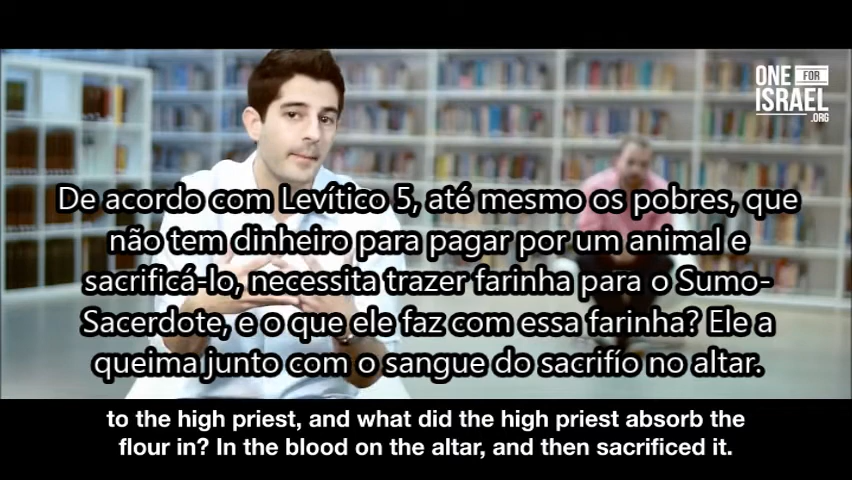 ONE FOR
ISRAEL
.ORG
De acordo com Levítico 5, até mesmo os pobres, que
não tem dinheiro para pagar por um animal e
sacrificá-lo, necessita trazer farinha para o Sumo-
Sacerdote, e o que ele faz com essa farinha? Ele a
queima junto com o sangue do sacrifío no altar.
to the high priest, and what did the high priest absorb the
flour in? In the blood on the altar, and then sacrificed it.